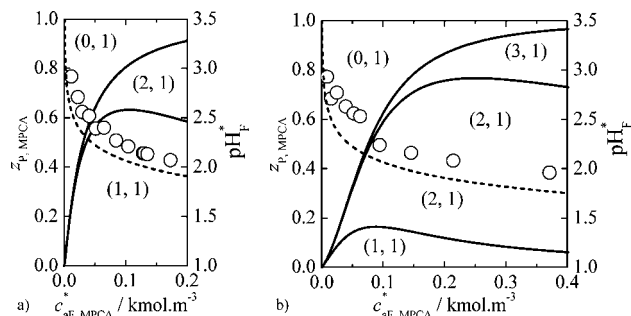 1.0 3.5 1.0 3.5
(0, 1) (0, 1) (3, 1)
0.8 3.0 0.8 3.0
(2, 1)
0.6 2.5 0.6 (2, 1) 2.5
z_P, MPCA pH*_F z_P, MPCA pH*_F
0.4 2.0 0.4 2.0
(1, 1) (2, 1)
0.2 1.5 0.2 1.5
(1, 1)
0.0 1.0 0.0 1.0
0.0 0.1 0.2 0.0 0.1 0.2 0.3 0.4
a) c*_aF, MPCA / kmol.m⁻³ b) c*_aF, MPCA / kmol.m⁻³